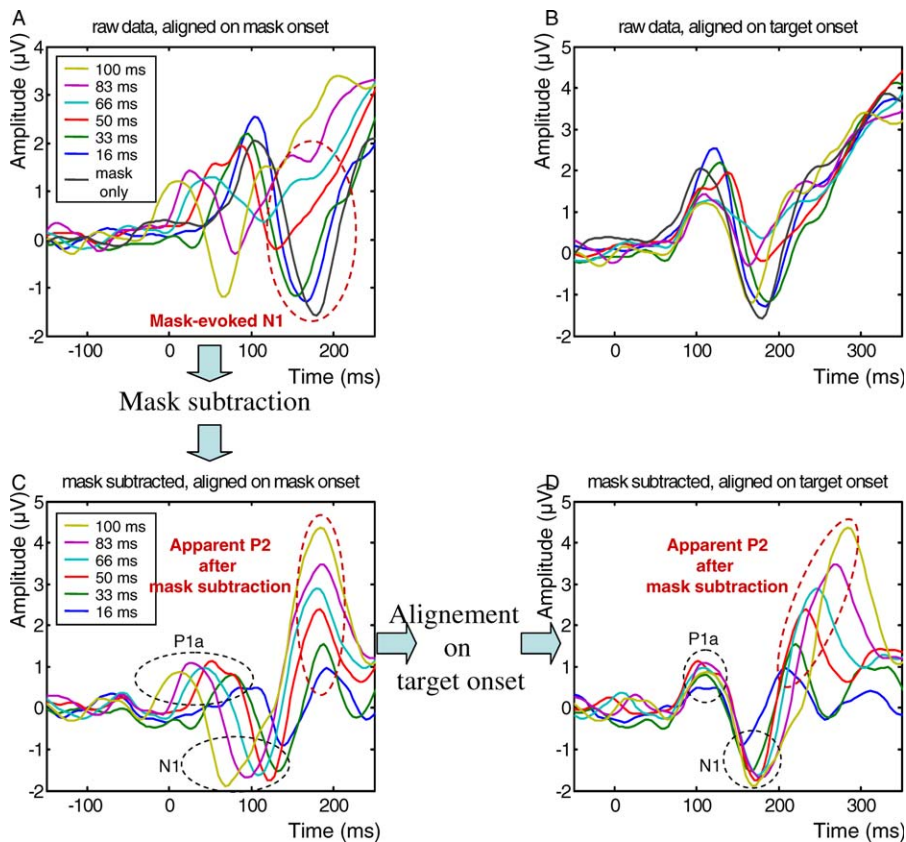 A
raw data, aligned on mask onset
Amplitude (µV)
4
3
2
1
0
-1
-2
100 ms
83 ms
66 ms
50 ms
33 ms
16 ms
mask
only
Mask-evoked N1
-100
0
100
200
Time (ms)
B
raw data, aligned on target onset
Amplitude (µV)
5
4
3
2
1
0
-1
-2
0
100
200
300
Time (ms)
Mask subtraction
C
mask subtracted, aligned on mask onset
Amplitude (µV)
5
4
3
2
1
0
-1
-2
100 ms
83 ms
66 ms
50 ms
33 ms
16 ms
Apparent P2
after
mask subtraction
P1a
N1
-100
0
100
200
Time (ms)
Alignement
on
target onset
D
mask subtracted, aligned on target onset
Amplitude (µV)
5
4
3
2
1
0
-1
-2
Apparent P2
after
mask subtraction
P1a
N1
0
100
200
300
Time (ms)